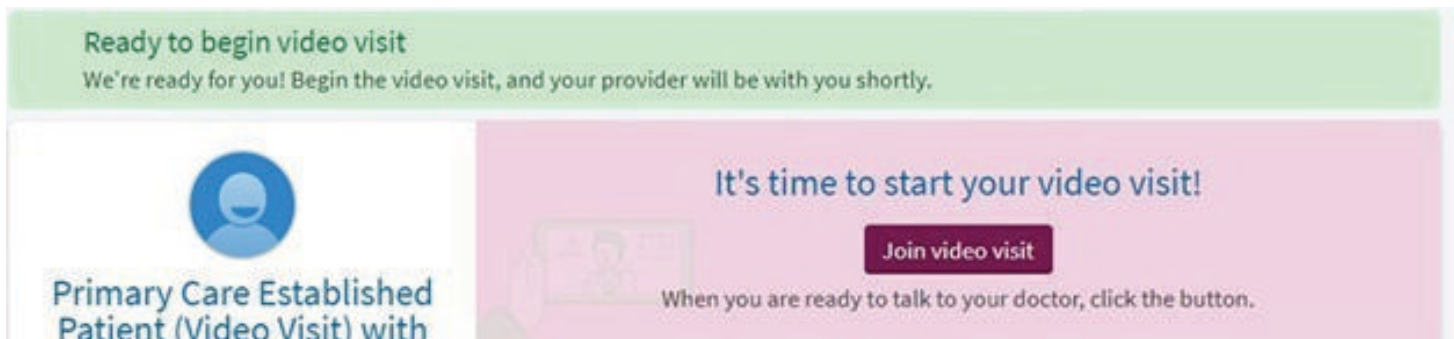 Ready to begin video visit
We're ready for you! Begin the video visit, and your provider will be with you shortly.
Primary Care Established
Patient (Video Visit) with
It's time to start your video visit!
Join video visit
When you are ready to talk to your doctor, click the button.